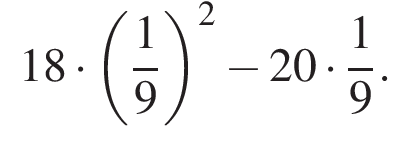 18 · (1/9)² − 20 · 1/9.